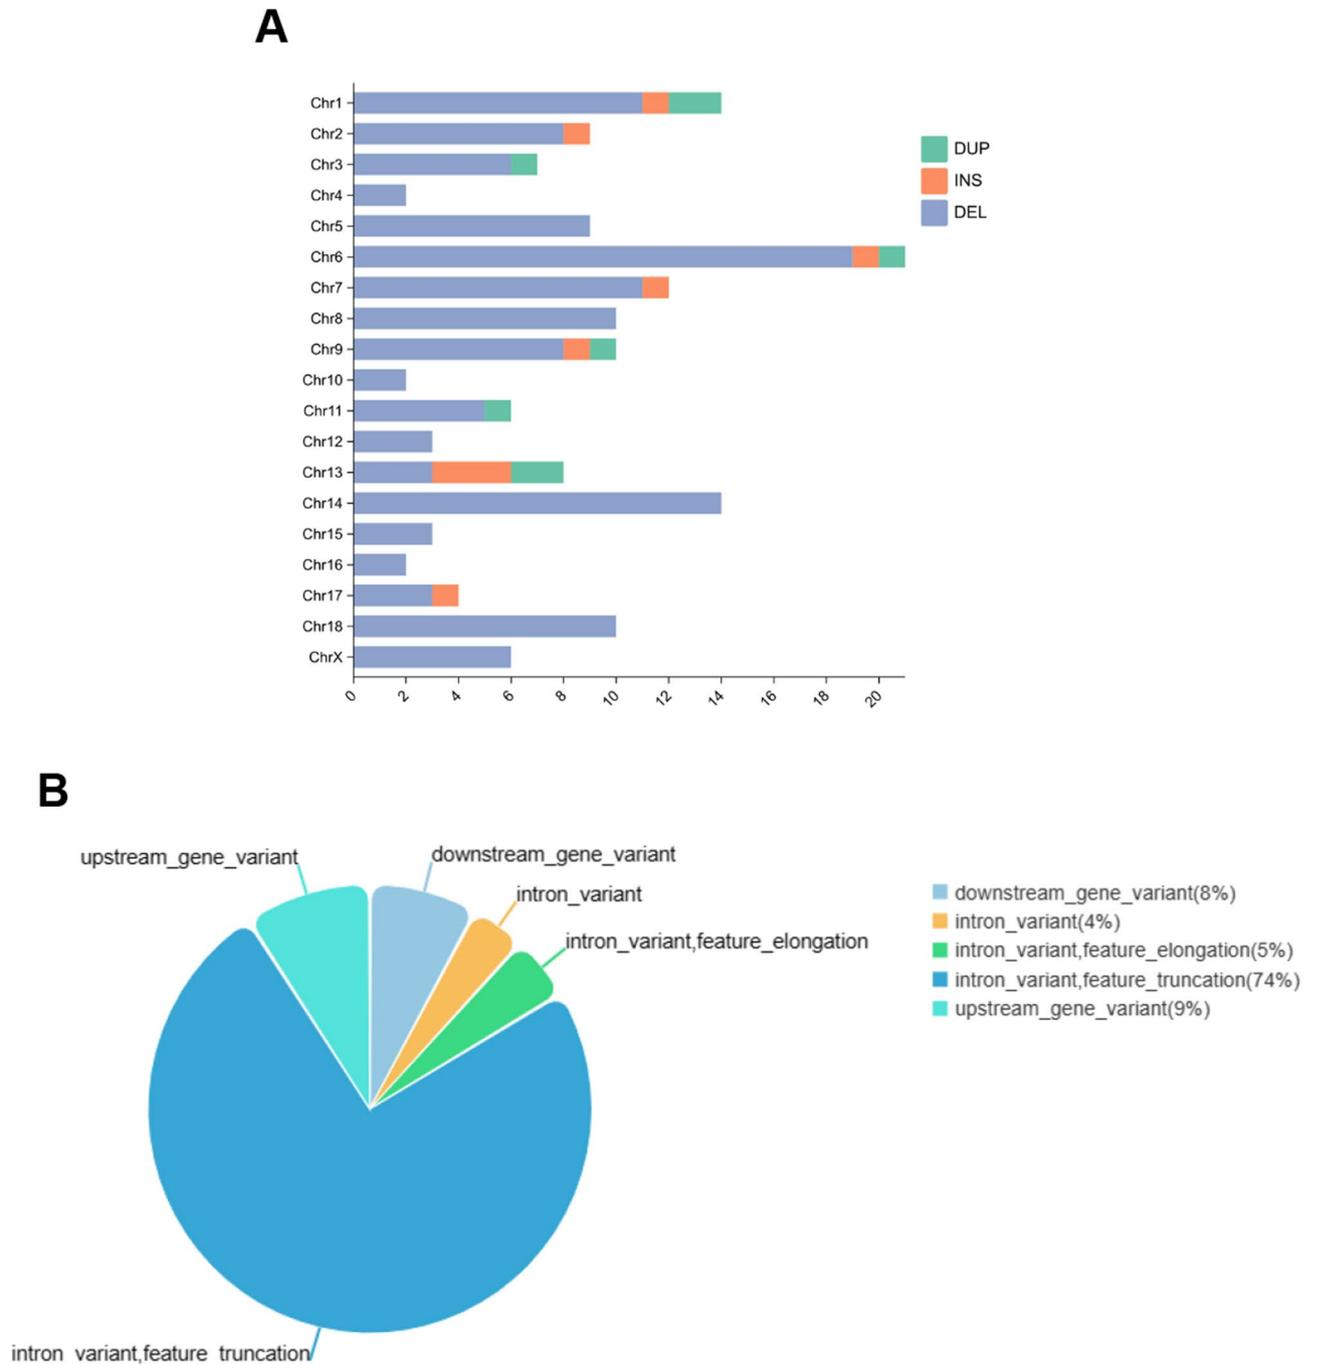 A
Chr1
Chr2
Chr3
Chr4
Chr5
Chr6
Chr7
Chr8
Chr9
Chr10
Chr11
Chr12
Chr13
Chr14
Chr15
Chr16
Chr17
Chr18
ChrX
0 2 4 6 8 10 12 14 16 18 20
DUP
INS
DEL
B
upstream_gene_variant
downstream_gene_variant
intron_variant
intron_variant,feature_elongation
intron_variant,feature_truncation
downstream_gene_variant(8%)
intron_variant(4%)
intron_variant,feature_elongation(5%)
intron_variant,feature_truncation(74%)
upstream_gene_variant(9%)